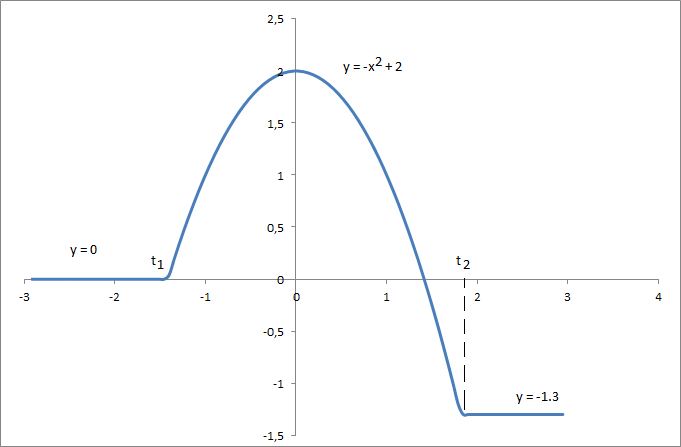 2,5
y = -x2 + 2
2
1,5
1
y = 0
t1
0,5
t2
0
-3 -2 -1 0 1 2 3 4
-0,5
-1
y = -1.3
-1,5